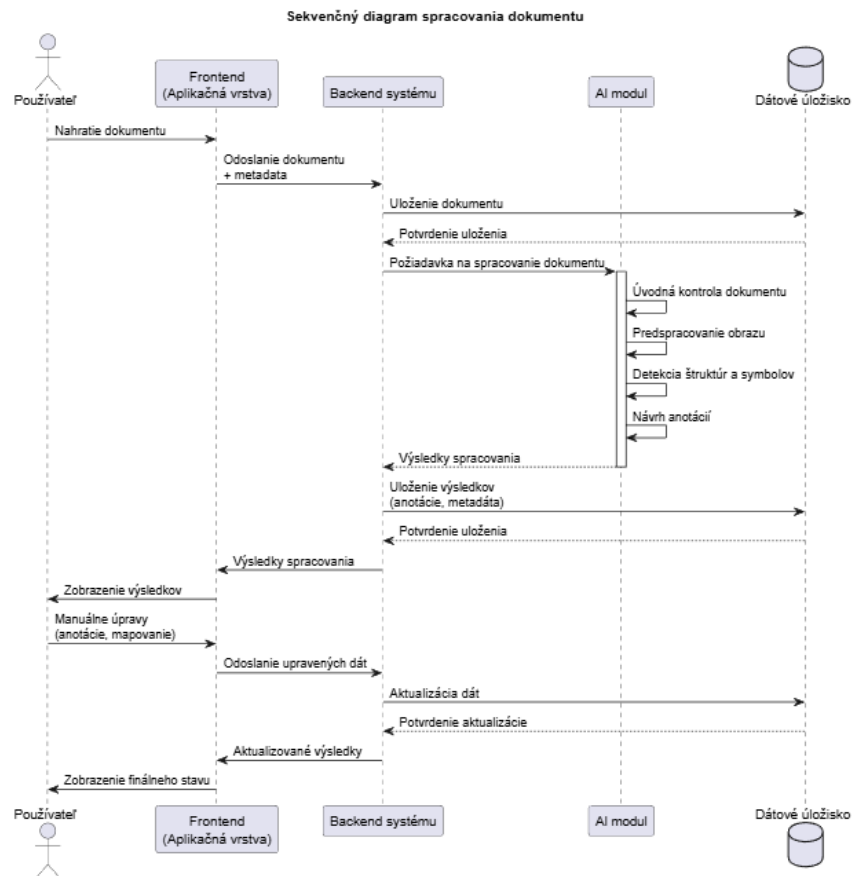 Sekvenčný diagram spracovania dokumentu
Používateľ
Frontend
(Aplikačná vrstva)
Backend systému
AI modul
Dátové úložisko
Nahratie dokumentu
Odoslanie dokumentu
+ metadata
Uloženie dokumentu
Potvrdenie uloženia
Požiadavka na spracovanie dokumentu
Úvodná kontrola dokumentu
Predspracovanie obrazu
Detekcia štruktúr a symbolov
Návrh anotácií
Výsledky spracovania
Uloženie výsledkov
(anotácie, metadáta)
Potvrdenie uloženia
Výsledky spracovania
Zobrazenie výsledkov
Manuálne úpravy
(anotácie, mapovanie)
Odoslanie upravených dát
Aktualizácia dát
Potvrdenie aktualizácie
Aktualizované výsledky
Zobrazenie finálneho stavu
Používateľ
Frontend
(Aplikačná vrstva)
Backend systému
AI modul
Dátové úložisko